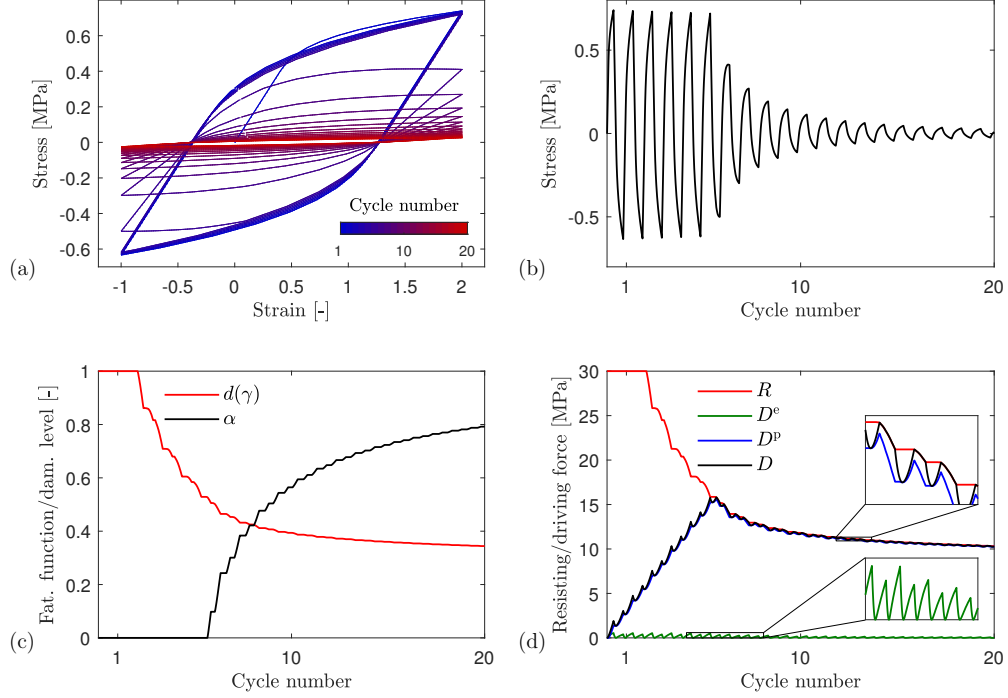 0.6
0.4
0.2
0
-0.2
-0.4
-0.6
Stress [MPa]
Cycle number
1 10 20
-1 -0.5 0 0.5 1 1.5 2
Strain [-]
(a)
0.5
0
-0.5
Stress [MPa]
1 10 20
Cycle number
(b)
1
0.8
0.6
0.4
0.2
0
Fat. function/dam. level [-]
d(γ)
α
1 10 20
Cycle number
(c)
30
25
20
15
10
5
0
Resisting/driving force [MPa]
R
Dᵉ
Dᵖ
D
1 10 20
Cycle number
(d)